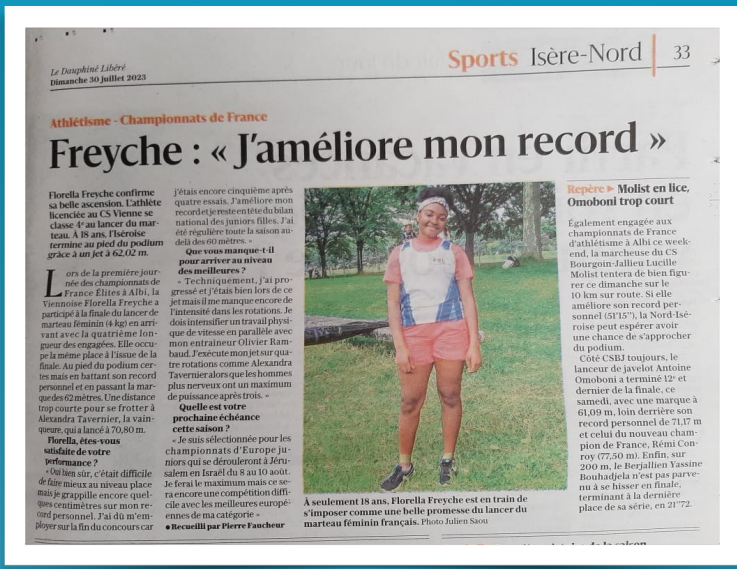 Le Dauphiné Libéré
Dimanche 30 juillet 2023
Sports Isère-Nord 33
Athlétisme - Championnats de France
Freyche : « J'améliore mon record »
Florella Freyche confirme
sa belle ascension. L'athlète
licenciée au CS Vienne se
classe 4e au lancer du mar-
teau. À 18 ans, l'Iséroise
termine au pied du podium
grâce à un jet à 62,02 m.
Lors de la première jour-
née des championnats de
France Élites à Albi, la
Viennoise Florella Freyche a
participé à la finale du lancer de
marteau féminin (4 kg) en arri-
vant avec la quatrième lon-
gueur des engagées. Elle occu-
pe la même place à l'issue de la
finale. Au pied du podium cer-
tes mais en battant son record
personnel et en passant la mar-
que des 62 mètres. Une distance
trop courte pour se frotter à
Alexandra Tavernier, la vain-
queure, qui a lancé à 70,80 m.
Florella, êtes-vous
satisfaite de votre
performance ?
« Oui bien sûr, c'était difficile
de faire mieux au niveau place
mais je grappille encore quel-
ques centimètres sur mon re-
cord personnel. J'ai dû m'em-
ployer sur la fin du concours car
j'étais encore cinquième après
quatre essais. J'améliore mon
record et je reste en tête du bilan
national des juniors filles. J'ai
été régulière toute la saison au-
delà des 60 mètres. »
Que vous manque-t-il
pour arriver au niveau
des meilleures ?
« Techniquement, j'ai pro-
gressé et j'étais bien lors de ce
jet mais il me manque encore de
l'intensité dans les rotations. Je
dois intensifier un travail physi-
que de vitesse en parallèle avec
mon entraîneur Olivier Ram-
baud. J'exécute mon jet sur qua-
tre rotations comme Alexandra
Tavernier alors que les hommes
plus nerveux ont un maximum
de puissance après trois. »
Quelle est votre
prochaine échéance
cette saison ?
« Je suis sélectionnée pour les
championnats d'Europe ju-
niors qui se dérouleront à Jéru-
salem en Israël du 8 au 10 août.
Je ferai le maximum mais ce se-
ra encore une compétition diffi-
cile avec les meilleures europé-
ennes de ma catégorie »
● Recueilli par Pierre Faucheur
À seulement 18 ans, Florella Freyche est en train de
s'imposer comme une belle promesse du lancer du
marteau féminin français. Photo Julien Saou
Repère ▶ Molist en lice,
Omoboni trop court
Également engagée aux
championnats de France
d'athlétisme à Albi ce week-
end, la marcheuse du CS
Bourgoin-Jallieu Lucille
Molist tentera de bien figu-
rer ce dimanche sur le
10 km sur route. Si elle
améliore son record per-
sonnel (51'15"), la Nord-Isé-
roise peut espérer avoir
une chance de s'approcher
du podium.
Côté CSBJ toujours, le
lanceur de javelot Antoine
Omoboni a terminé 12e et
dernier de la finale, ce
samedi, avec une marque à
61,09 m, loin derrière son
record personnel de 71,17 m
et celui du nouveau cham-
pion de France, Rémi Con-
roy (77,50 m). Enfin, sur
200 m, le Berjallien Yassine
Bouhadjela n'est pas parve-
nu à se hisser en finale,
terminant à la dernière
place de sa série, en 21"72.